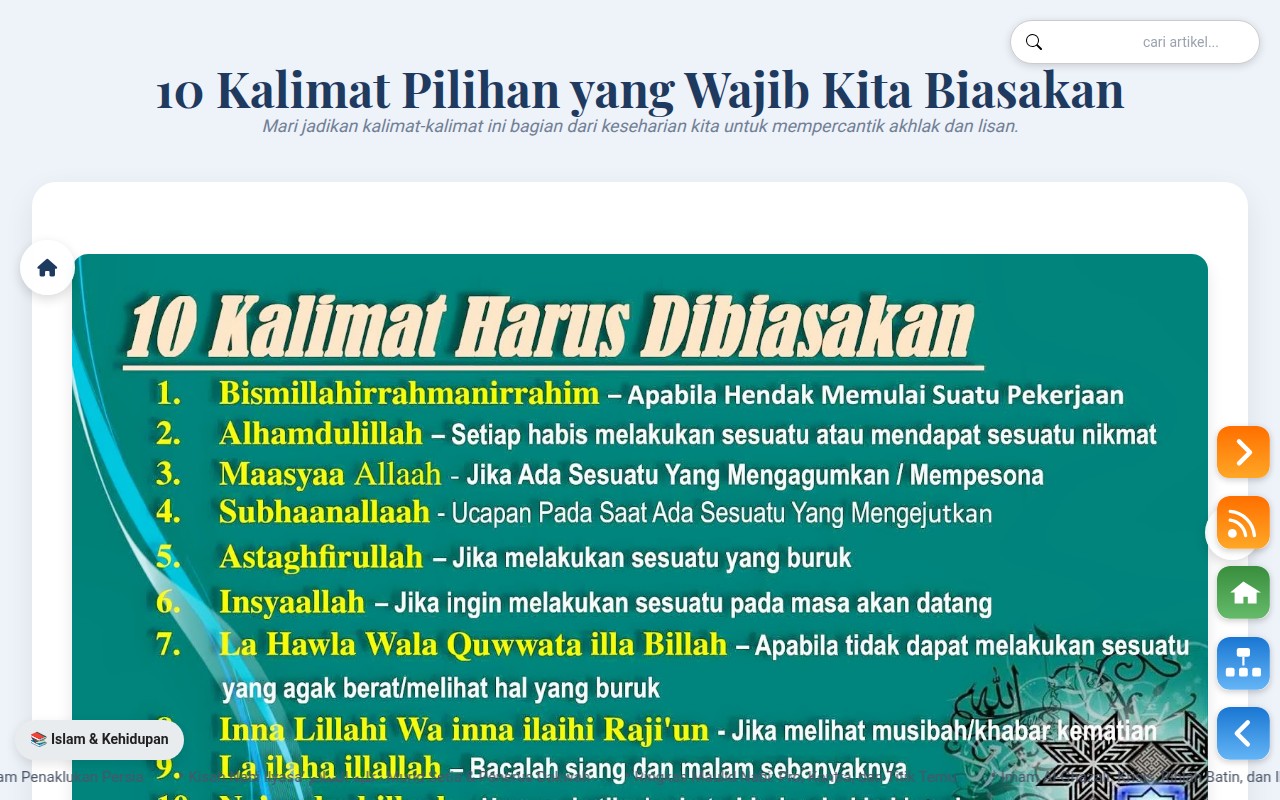 cari artikel...
10 Kalimat Pilihan yang Wajib Kita Biasakan
Mari jadikan kalimat-kalimat ini bagian dari keseharian kita untuk mempercantik akhlak dan lisan.
10 Kalimat Harus Dibiasakan
1. Bismillahirrahmanirrahim – Apabila Hendak Memulai Suatu Pekerjaan
2. Alhamdulillah – Setiap habis melakukan sesuatu atau mendapat sesuatu nikmat
3. Maasyaa Allaah - Jika Ada Sesuatu Yang Mengagumkan / Mempesona
4. Subhaanallaah - Ucapan Pada Saat Ada Sesuatu Yang Mengejutkan
5. Astaghfirullah – Jika melakukan sesuatu yang buruk
6. Insyaallah – Jika ingin melakukan sesuatu pada masa akan datang
7. La Hawla Wala Quwwata illa Billah – Apabila tidak dapat melakukan sesuatu
yang agak berat/melihat hal yang buruk
Inna Lillahi Wa inna ilaihi Raji'un - Jika melihat musibah/khabar kematian
📚 Islam & Kehidupan
9. La ilaha illallah – Bacalah siang dan malam sebanyaknya
am Penaklukan Persia
Batin, dan I